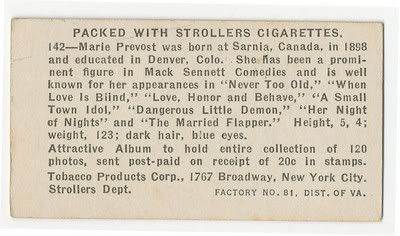 PACKED WITH STROLLERS CIGARETTES.
142—Marie Prevost was born at Sarnia, Canada, in 1898
and educated in Denver, Colo. She has been a promi-
nent figure in Mack Sennett Comedies and is well
known for her appearances in "Never Too Old," "When
Love Is Blind," "Love, Honor and Behave," "A Small
Town Idol," "Dangerous Little Demon," "Her Night
of Nights" and "The Married Flapper." Height, 5, 4;
weight, 123; dark hair, blue eyes.
Attractive Album to hold entire collection of 120
photos, sent post-paid on receipt of 20c in stamps.
Tobacco Products Corp., 1767 Broadway, New York City.
Strollers Dept. FACTORY NO. 81, DIST. OF VA.